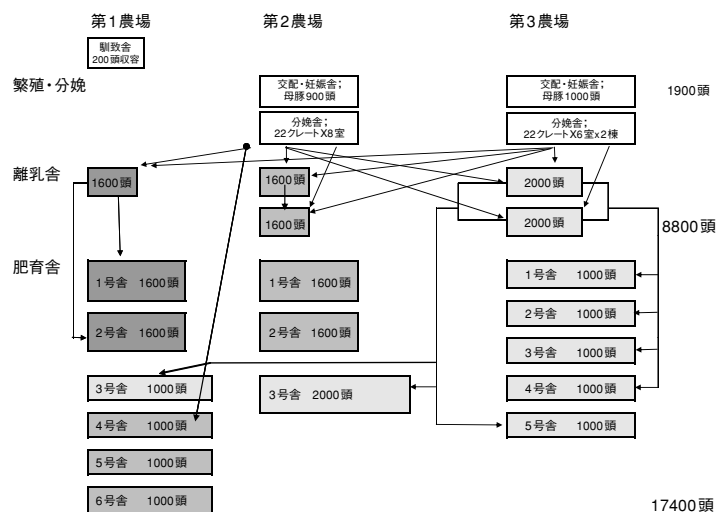 第1農場
第2農場
第3農場
馴致舎
200頭収容
繁殖・分娩
交配・妊娠舎；
母豚900頭
交配・妊娠舎；
母豚1000頭
1900頭
分娩舎；
22クレートX8室
分娩舎；
22クレートX6室x2棟
離乳舎
1600頭
1600頭
2000頭
1600頭
2000頭
8800頭
肥育舎
1号舎 1600頭
1号舎 1600頭
1号舎 1000頭
2号舎 1600頭
2号舎 1600頭
2号舎 1000頭
3号舎 1000頭
3号舎 1000頭
3号舎 2000頭
4号舎 1000頭
4号舎 1000頭
5号舎 1000頭
5号舎 1000頭
6号舎 1000頭
17400頭